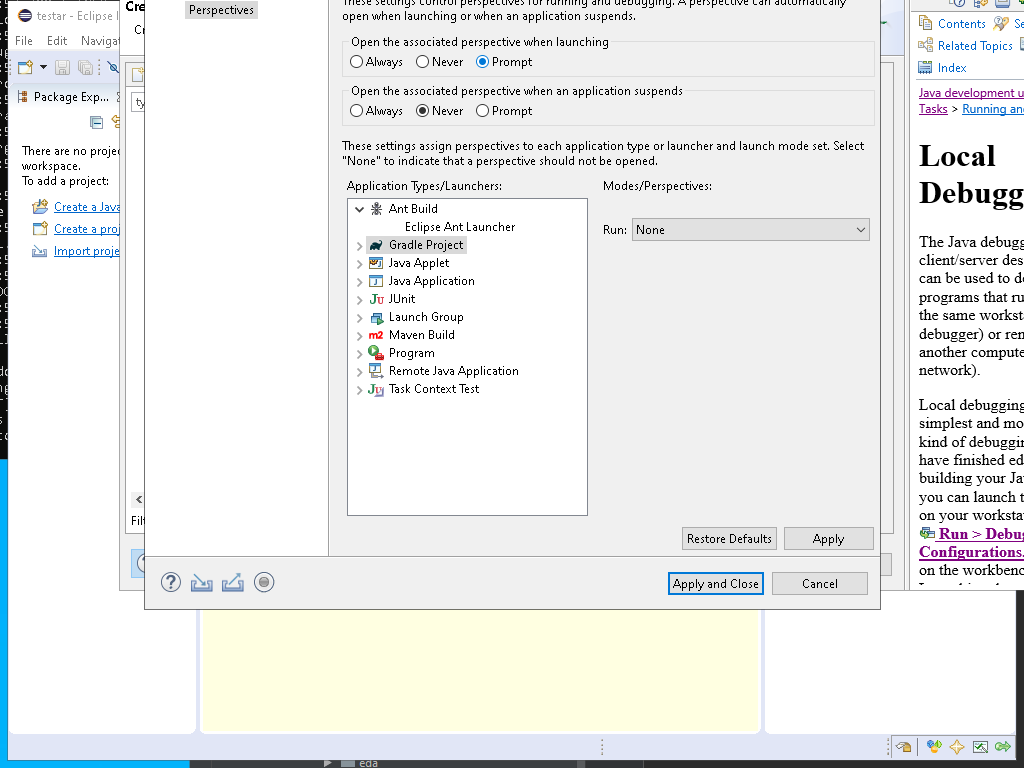 testar - Eclipse I
File Edit Navigat
Package Exp...
There are no projec
workspace.
To add a project:
Create a Java
Create a proj
Import proje
Cre
Cr
ty
<
Filt
Perspectives
These settings control perspectives for running and debugging. A perspective can automatically
open when launching or when an application suspends.
Open the associated perspective when launching
Always Never Prompt
Open the associated perspective when an application suspends
Always Never Prompt
These settings assign perspectives to each application type or launcher and launch mode set. Select
"None" to indicate that a perspective should not be opened.
Application Types/Launchers:
Ant Build
Eclipse Ant Launcher
Gradle Project
Java Applet
Java Application
Ju JUnit
Launch Group
m2 Maven Build
Program
Remote Java Application
Task Context Test
Modes/Perspectives:
Run: None
Restore Defaults Apply
? Apply and Close Cancel
Contents Se
Related Topics
Index
Java development u
Tasks > Running and
Local
Debugg
The Java debugg
client/server des
can be used to de
programs that ru
the same worksta
debugger) or rem
another compute
network).
Local debugging
simplest and mo
kind of debuggin
have finished ed
building your Jav
you can launch t
on your worksta
Run > Debug
Configurations.
on the workbenc
eda